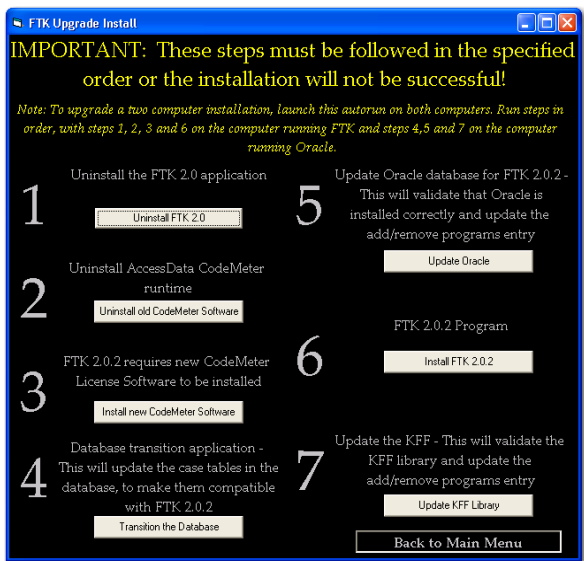 FTK Upgrade Install
IMPORTANT: These steps must be followed in the specified
order or the installation will not be successful!
Note: To upgrade a two computer installation, launch this autorun on both computers. Run steps in
order, with steps 1, 2, 3 and 6 on the computer running FTK and steps 4,5 and 7 on the computer
running Oracle.
1
Uninstall the FTK 2.0 application
Uninstall FTK 2.0
2
Uninstall AccessData CodeMeter
runtime
Uninstall old CodeMeter Software
3
FTK 2.0.2 requires new CodeMeter
License Software to be installed
Install new CodeMeter Software
4
Database transition application -
This will update the case tables in the
database, to make them compatible
with FTK 2.0.2
Transition the Database
5
Update Oracle database for FTK 2.0.2 -
This will validate that Oracle is
installed correctly and update the
add/remove programs entry
Update Oracle
6
FTK 2.0.2 Program
Install FTK 2.0.2
7
Update the KFF - This will validate the
KFF library and update the
add/remove programs entry
Update KFF Library
Back to Main Menu